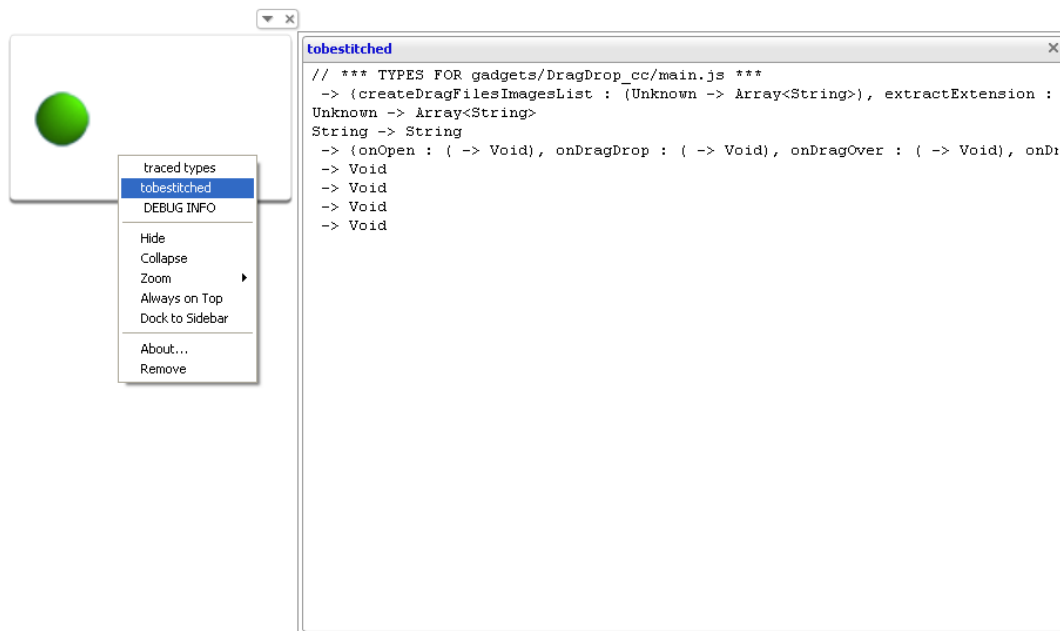 traced types
tobestitched
DEBUG INFO
Hide
Collapse
Zoom
Always on Top
Dock to Sidebar
About...
Remove
tobestitched
// *** TYPES FOR gadgets/DragDrop_cc/main.js ***
-> {createDragFilesImagesList : (Unknown -> Array<String>), extractExtension :
Unknown -> Array<String>
String -> String
-> {onOpen : ( -> Void), onDragDrop : ( -> Void), onDragOver : ( -> Void),
-> Void
-> Void
-> Void
-> Void